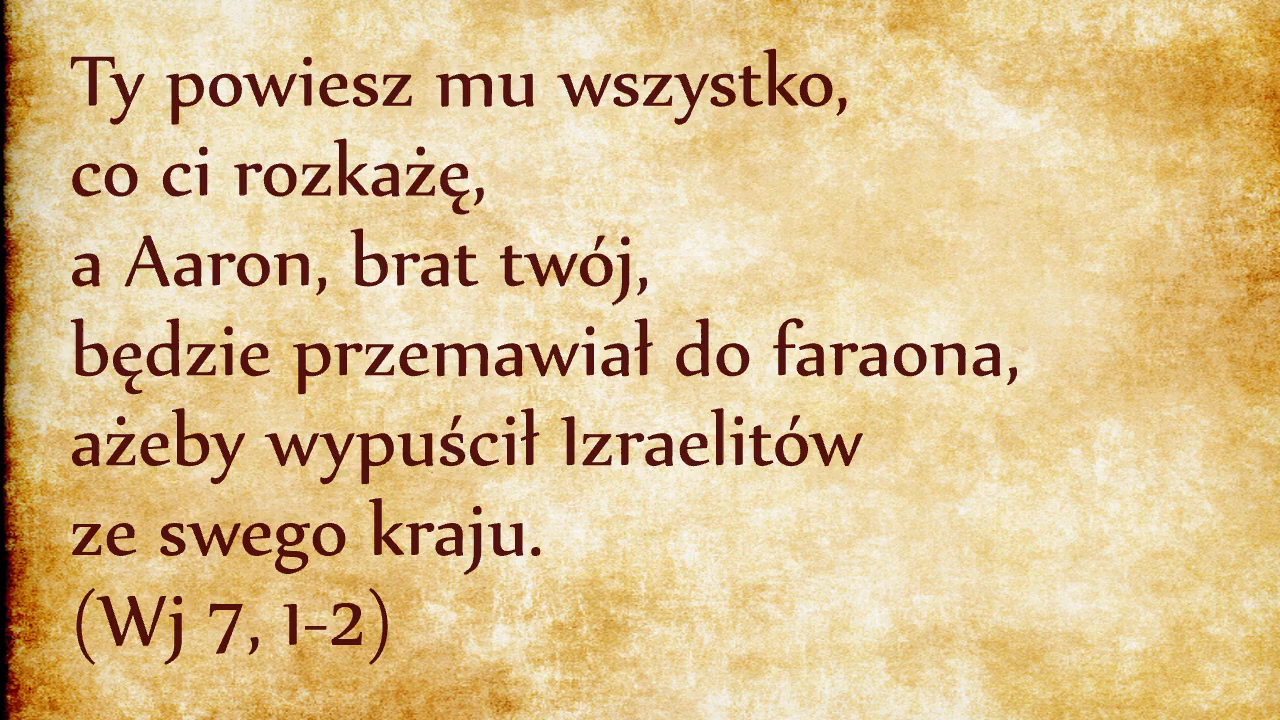 Ty powiesz mu wszystko,
co ci rozkażę,
a Aaron, brat twój,
będzie przemawiał do faraona,
ażeby wypuścił Izraelitów
ze swego kraju.
(Wj 7, 1-2)